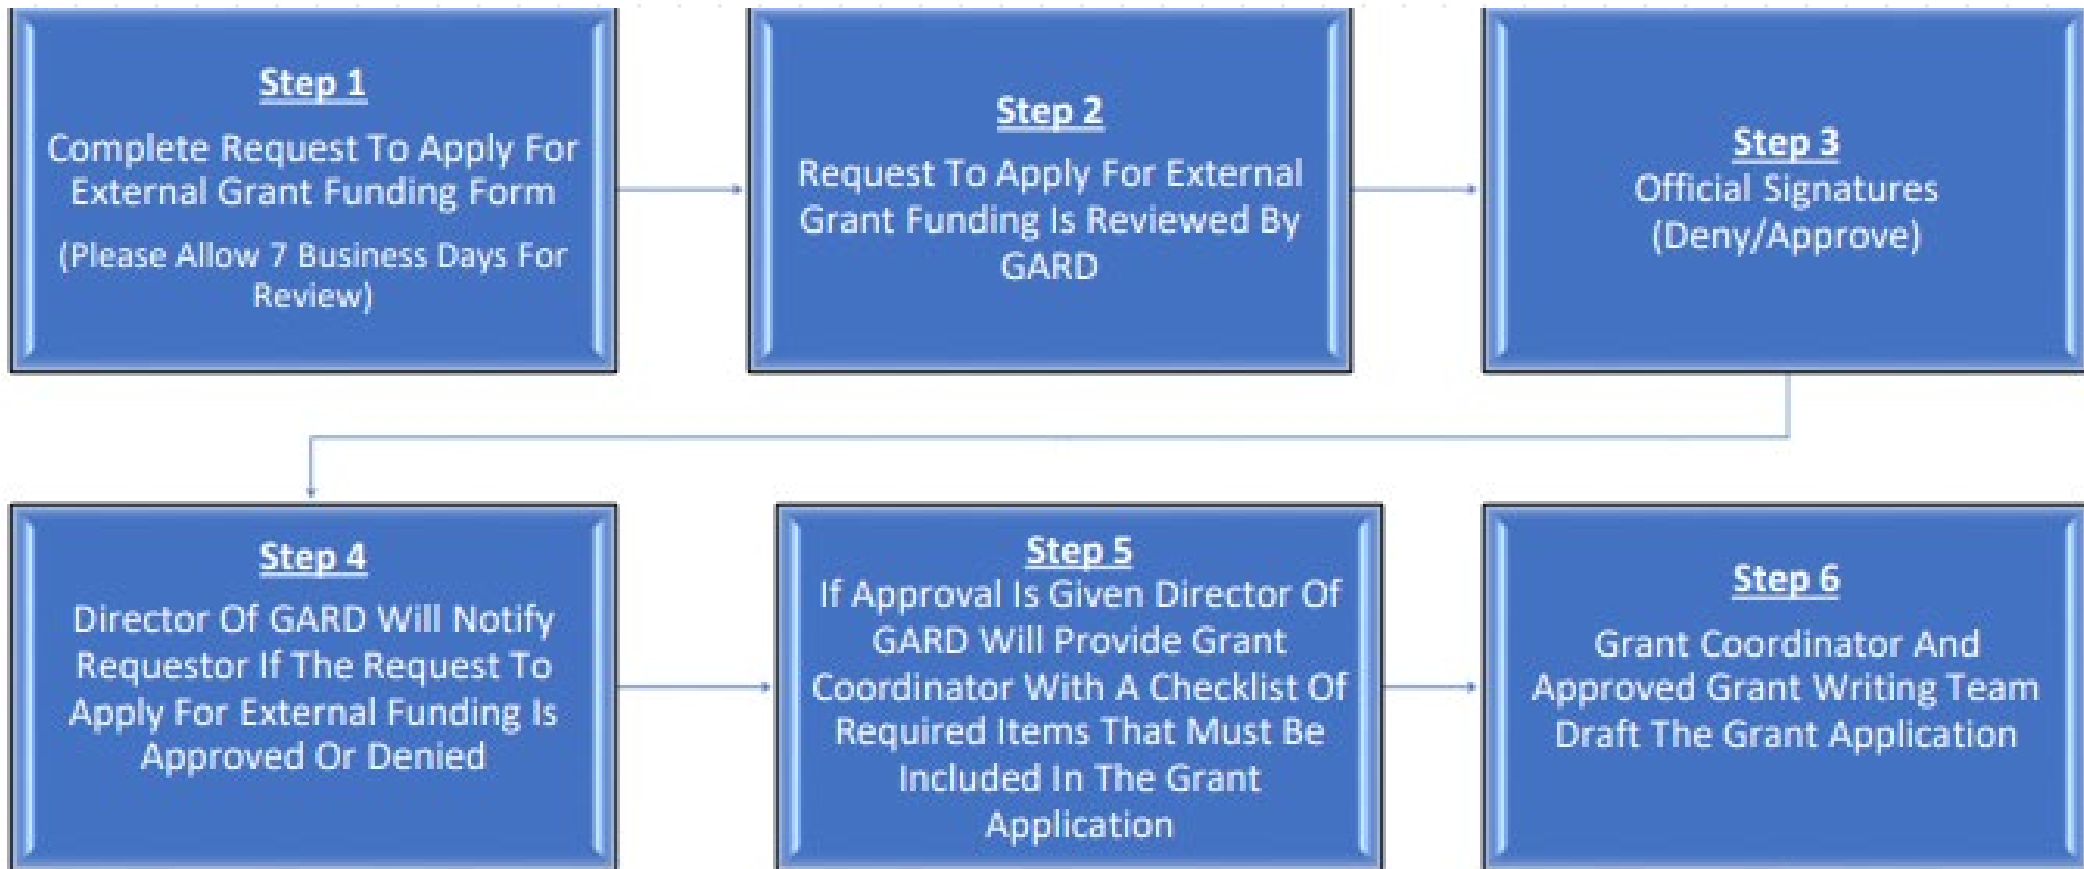 Step 1
Complete Request To Apply For
External Grant Funding Form
(Please Allow 7 Business Days For
Review)
Step 2
Request To Apply For External
Grant Funding Is Reviewed By
GARD
Step 3
Official Signatures
(Deny/Approve)
Step 4
Director Of GARD Will Notify
Requestor If The Request To
Apply For External Funding Is
Approved Or Denied
Step 5
If Approval Is Given Director Of
GARD Will Provide Grant
Coordinator With A Checklist Of
Required Items That Must Be
Included In The Grant
Application
Step 6
Grant Coordinator And
Approved Grant Writing Team
Draft The Grant Application